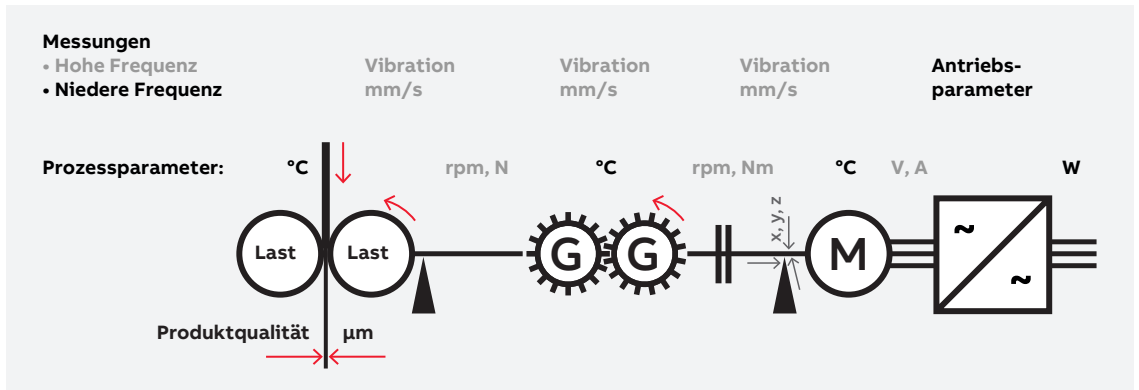 Messungen
• Hohe Frequenz
• Niedere Frequenz
Vibration
mm/s
Vibration
mm/s
Vibration
mm/s
Antriebs-
parameter
Prozessparameter:
°C
rpm, N
°C
rpm, Nm
°C
V, A
W
x, y, z
Last
Last
G
G
M
~
~
Produktqualität
µm